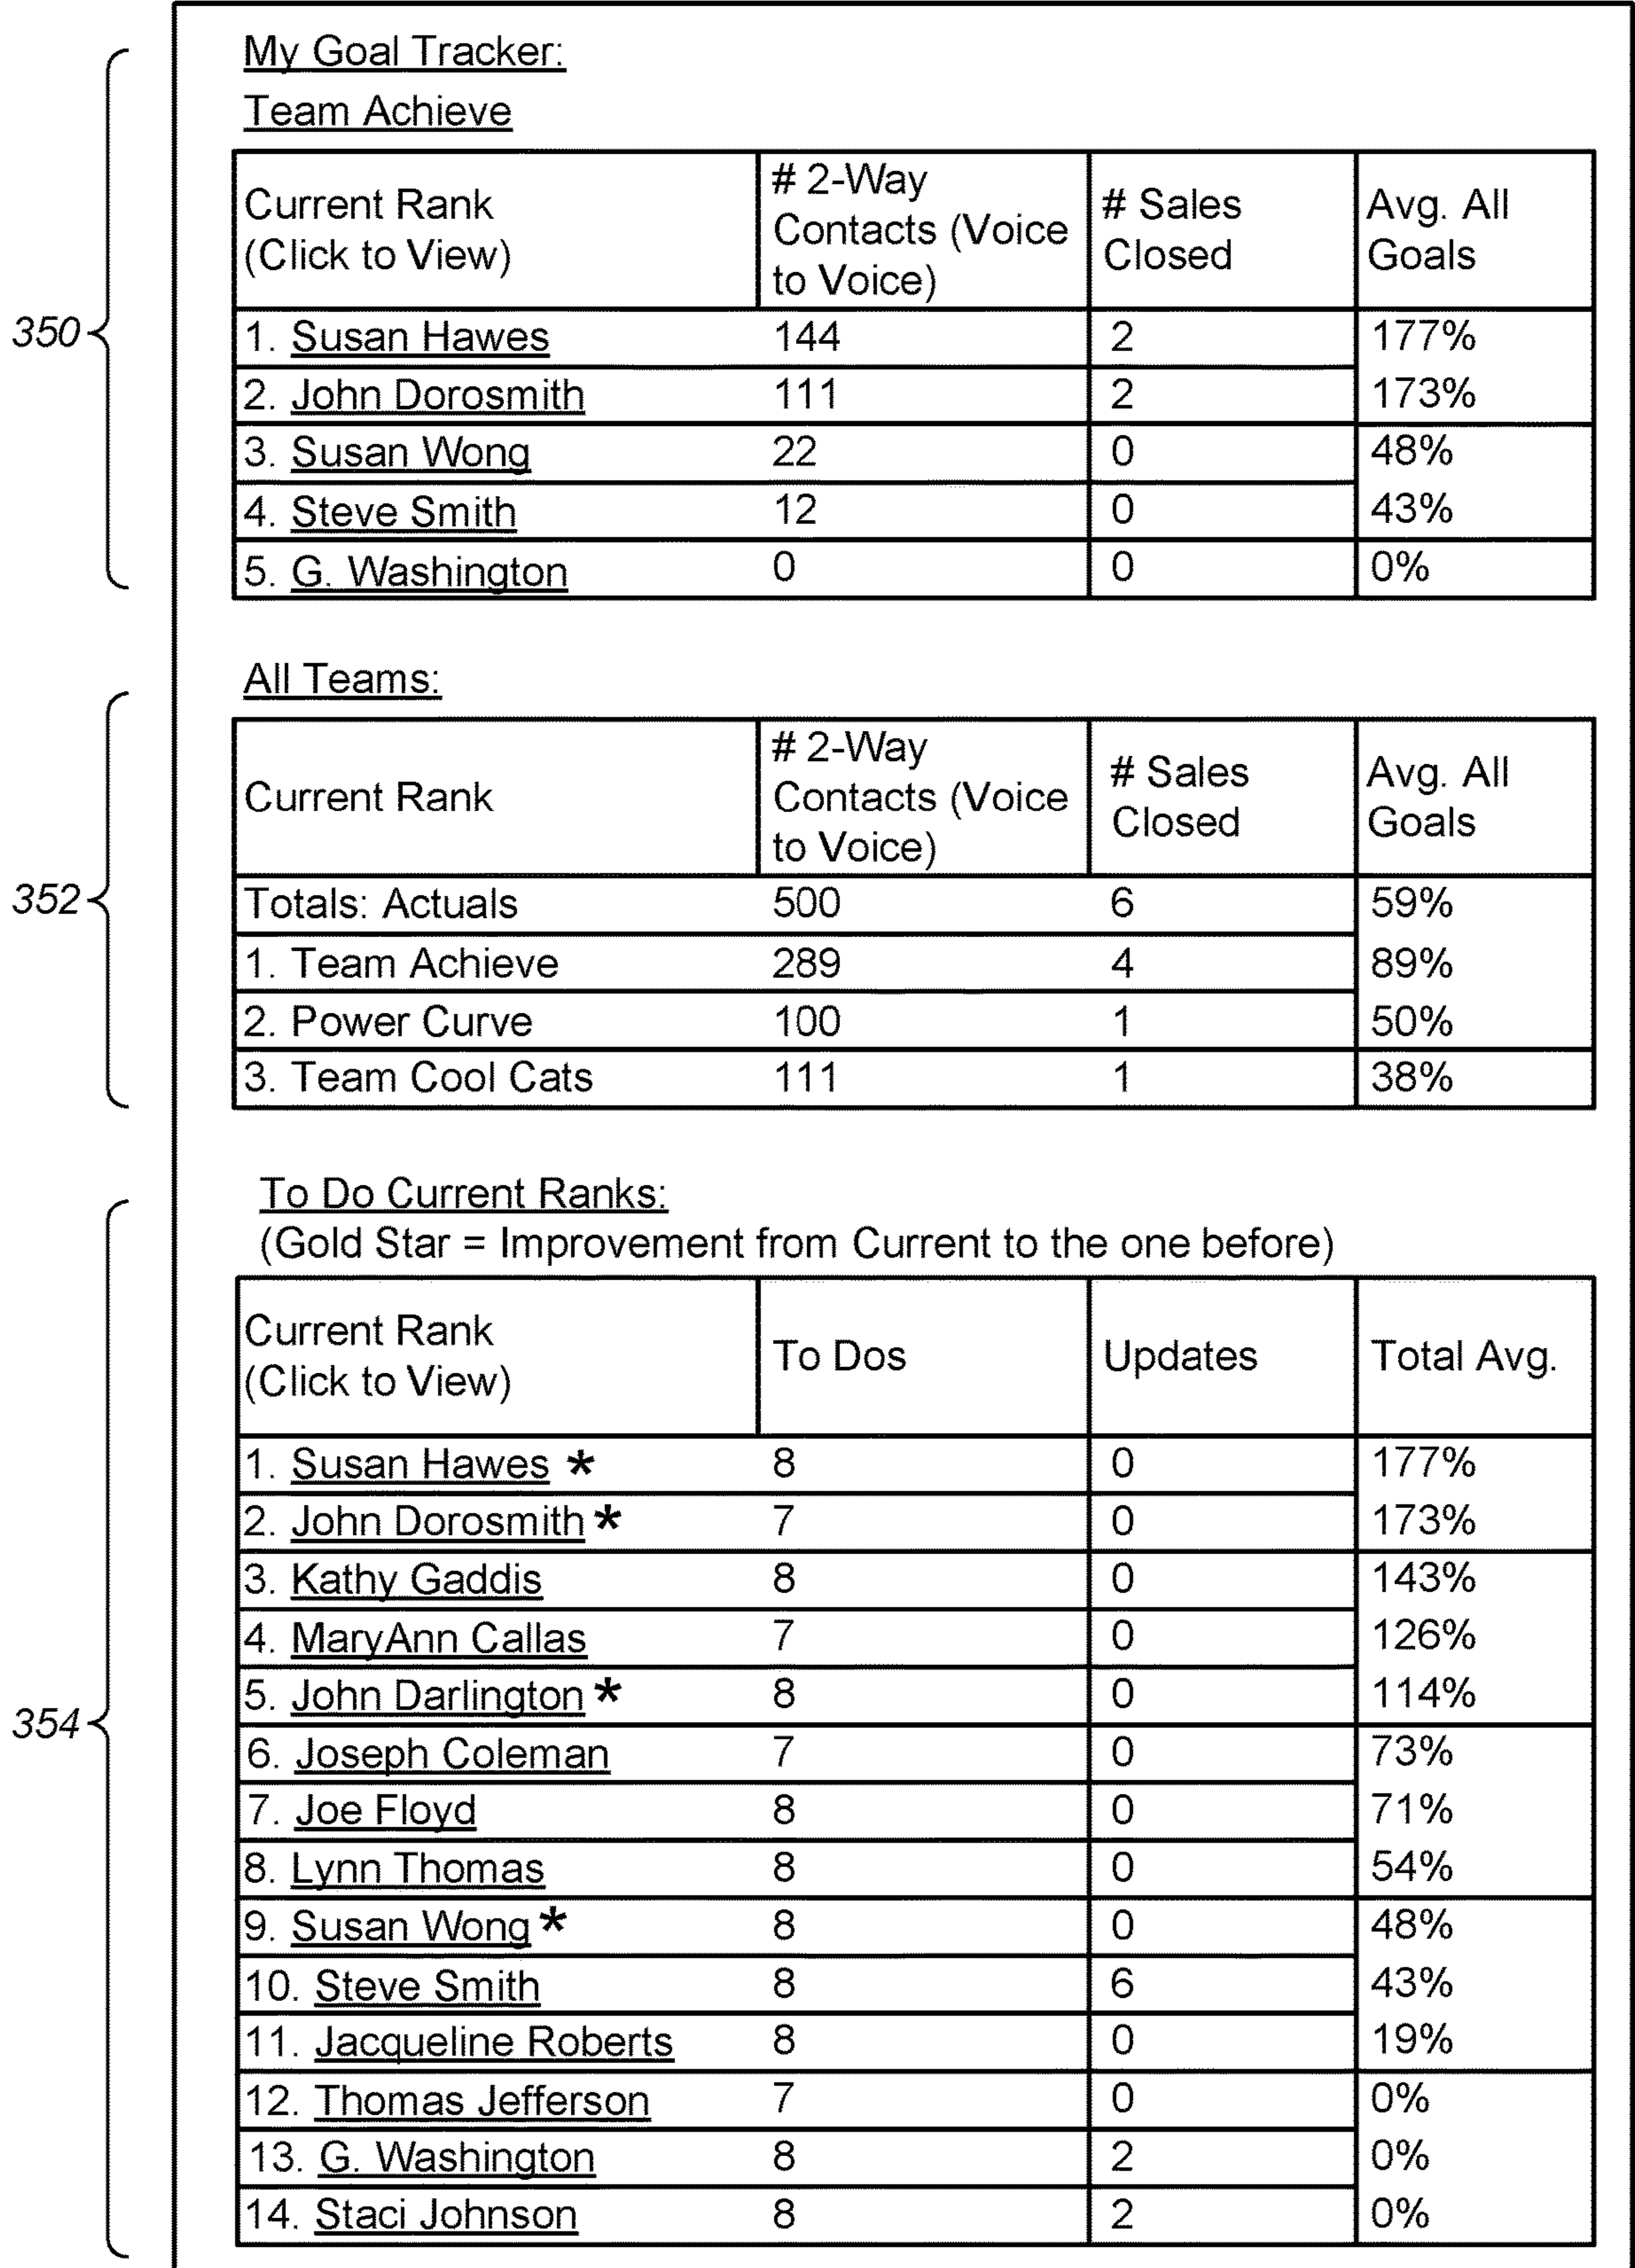 My Goal Tracker:
Team Achieve
Current Rank
(Click to View)
# 2-Way
Contacts (Voice
to Voice)
# Sales
Closed
Avg. All
Goals
350
1. Susan Hawes 144 2 177%
2. John Dorosmith 111 2 173%
3. Susan Wong 22 0 48%
4. Steve Smith 12 0 43%
5. G. Washington 0 0 0%
All Teams:
Current Rank
# 2-Way
Contacts (Voice
to Voice)
# Sales
Closed
Avg. All
Goals
352
Totals: Actuals 500 6 59%
1. Team Achieve 289 4 89%
2. Power Curve 100 1 50%
3. Team Cool Cats 111 1 38%
To Do Current Ranks:
(Gold Star = Improvement from Current to the one before)
Current Rank
(Click to View)
To Dos
Updates
Total Avg.
1. Susan Hawes * 8 0 177%
2. John Dorosmith * 7 0 173%
3. Kathy Gaddis 8 0 143%
4. MaryAnn Callas 7 0 126%
5. John Darlington * 8 0 114%
354
6. Joseph Coleman 7 0 73%
7. Joe Floyd 8 0 71%
8. Lynn Thomas 8 0 54%
9. Susan Wong * 8 0 48%
10. Steve Smith 8 6 43%
11. Jacqueline Roberts 8 0 19%
12. Thomas Jefferson 7 0 0%
13. G. Washington 8 2 0%
14. Staci Johnson 8 2 0%